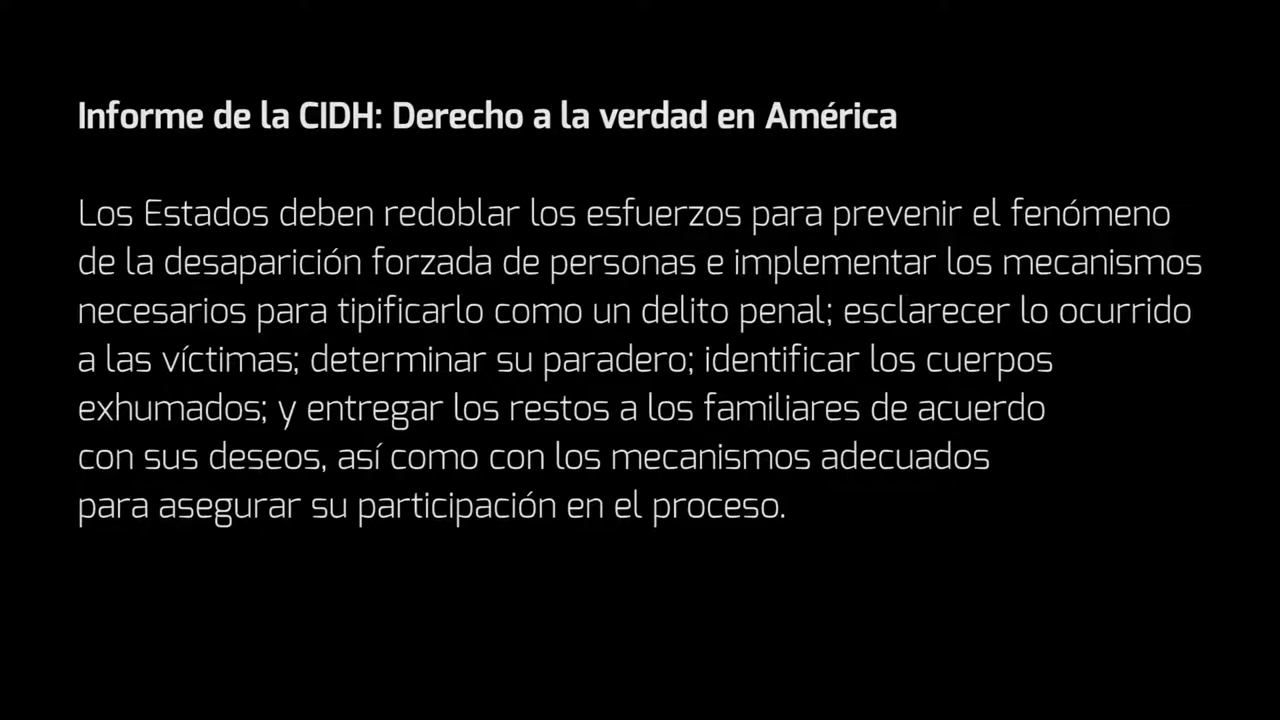 Informe de la CIDH: Derecho a la verdad en América
Los Estados deben redoblar los esfuerzos para prevenir el fenómeno
de la desaparición forzada de personas e implementar los mecanismos
necesarios para tipificarlo como un delito penal; esclarecer lo ocurrido
a las víctimas; determinar su paradero; identificar los cuerpos
exhumados; y entregar los restos a los familiares de acuerdo
con sus deseos, así como con los mecanismos adecuados
para asegurar su participación en el proceso.